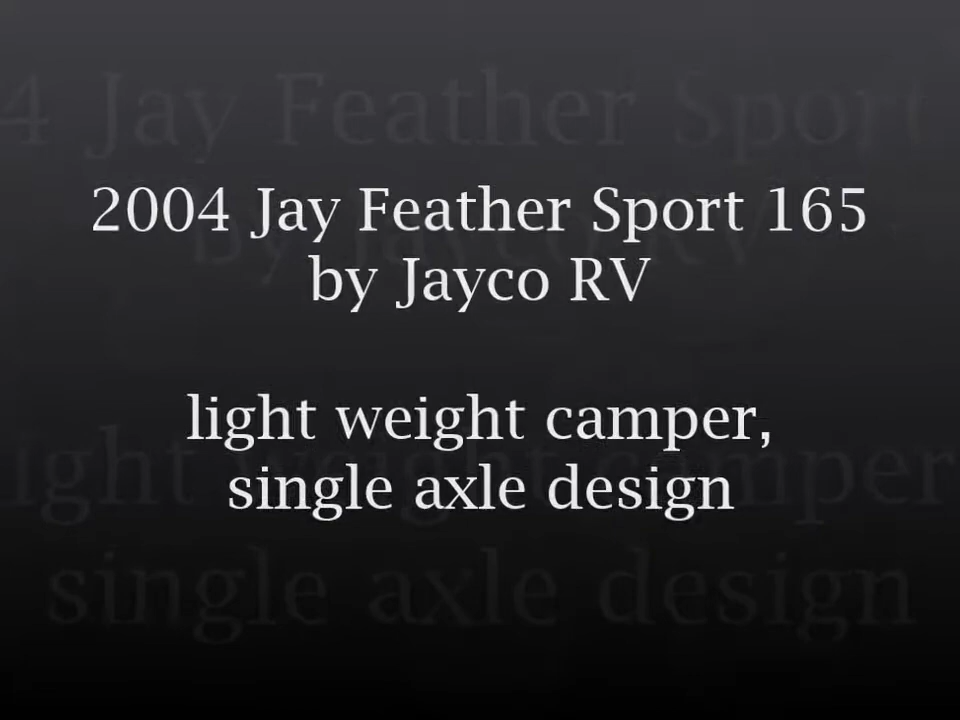 2004 Jay Feather Sport 165
by Jayco RV
light weight camper,
single axle design